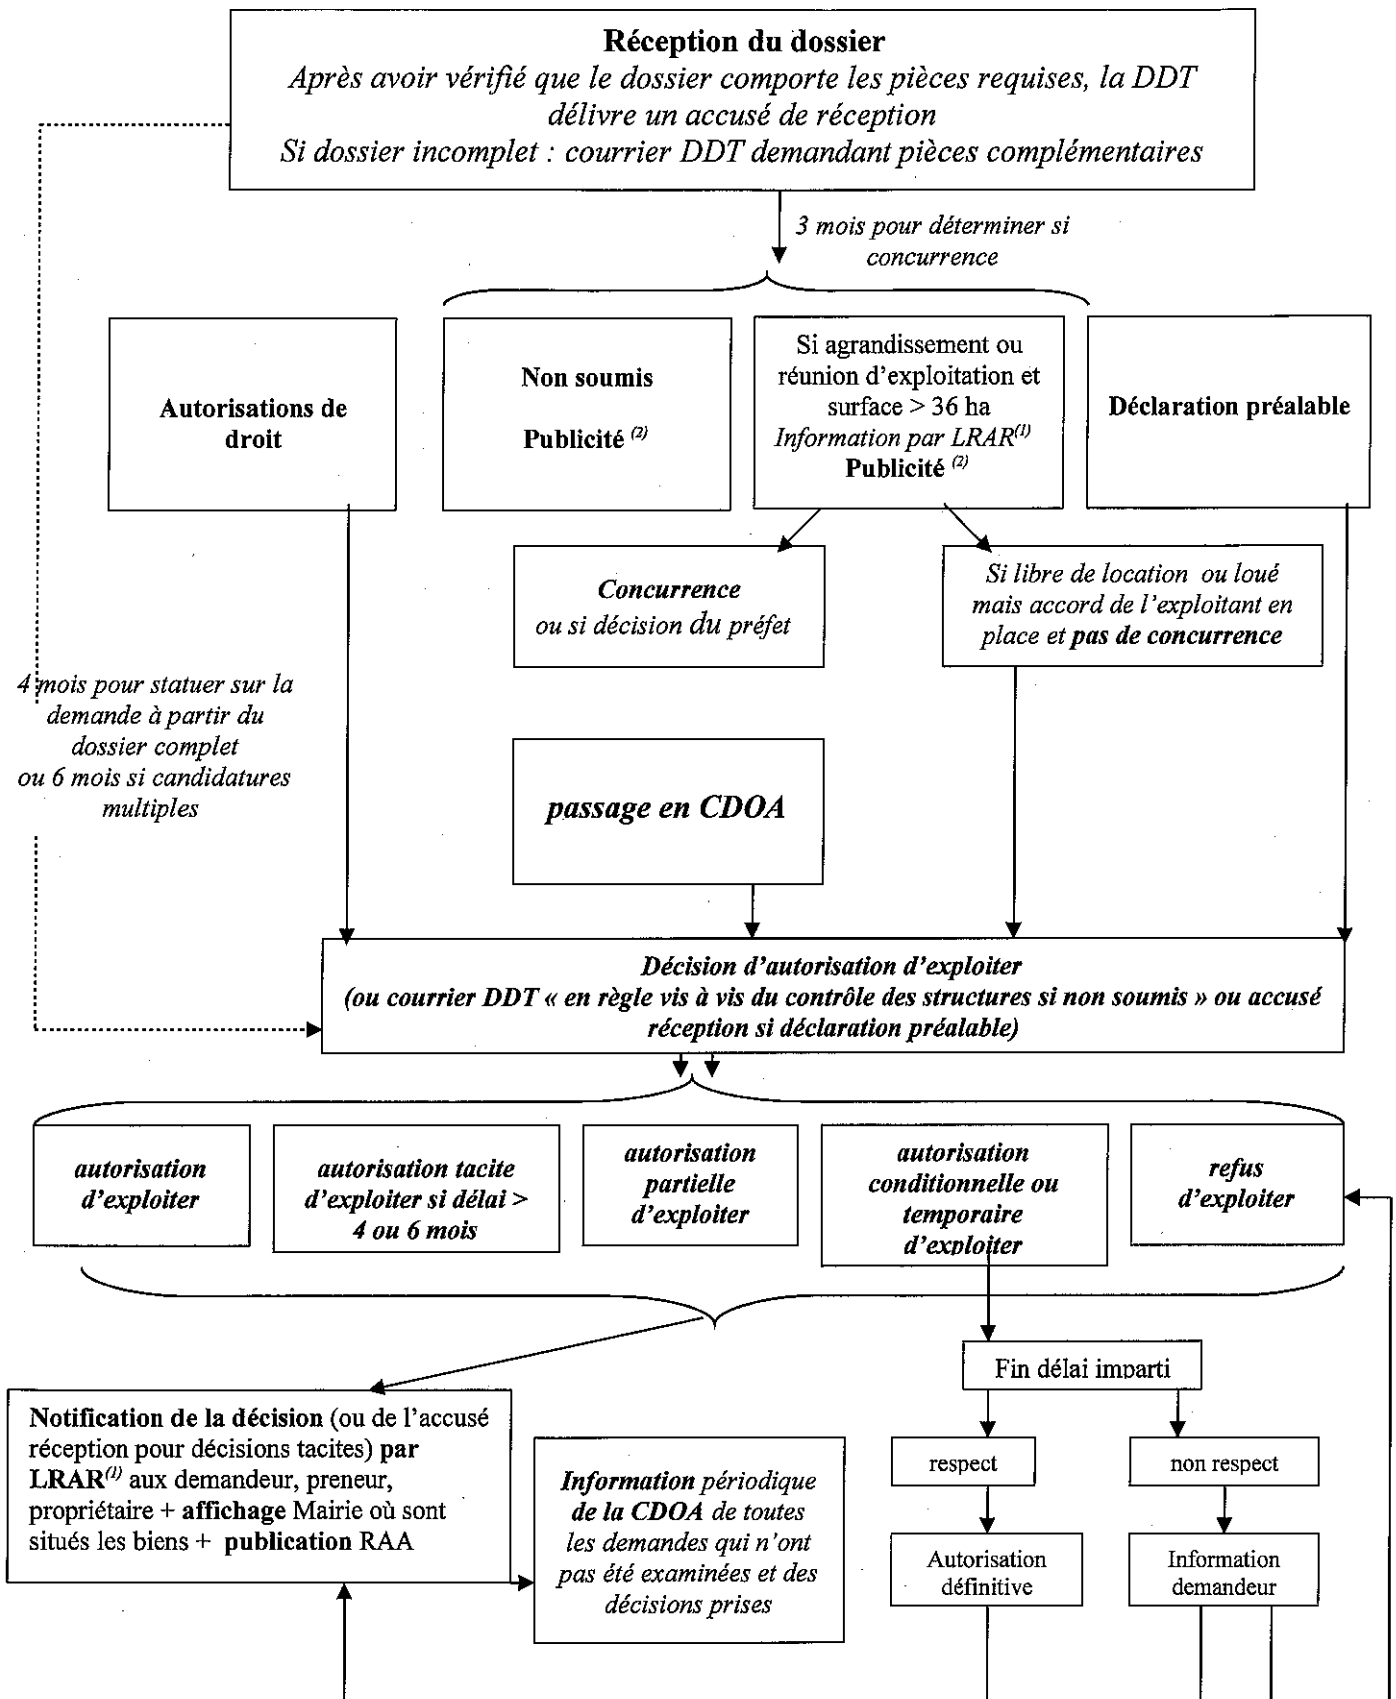 Réception du dossier
Après avoir vérifié que le dossier comporte les pièces requises, la DDT
délivre un accusé de réception
Si dossier incomplet : courrier DDT demandant pièces complémentaires
3 mois pour déterminer si
concurrence
Autorisations de
droit
Non soumis
Publicité (2)
Si agrandissement ou
réunion d'exploitation et
surface > 36 ha
Information par LRAR(1)
Publicité (2)
Déclaration préalable
Concurrence
ou si décision du préfet
Si libre de location ou loué
mais accord de l'exploitant en
place et pas de concurrence
4 mois pour statuer sur la
demande à partir du
dossier complet
ou 6 mois si candidatures
multiples
passage en CDOA
Décision d'autorisation d'exploiter
(ou courrier DDT « en règle vis à vis du contrôle des structures si non soumis » ou accusé
réception si déclaration préalable)
autorisation
d'exploiter
autorisation tacite
d'exploiter si délai >
4 ou 6 mois
autorisation
partielle
d'exploiter
autorisation
conditionnelle ou
temporaire
d'exploiter
refus
d'exploiter
Fin délai imparti
Notification de la décision (ou de l'accusé
réception pour décisions tacites) par
LRAR(1) aux demandeur, preneur,
propriétaire + affichage Mairie où sont
situés les biens + publication RAA
Information périodique
de la CDOA de toutes
les demandes qui n'ont
pas été examinées et des
décisions prises
respect
non respect
Autorisation
définitive
Information
demandeur